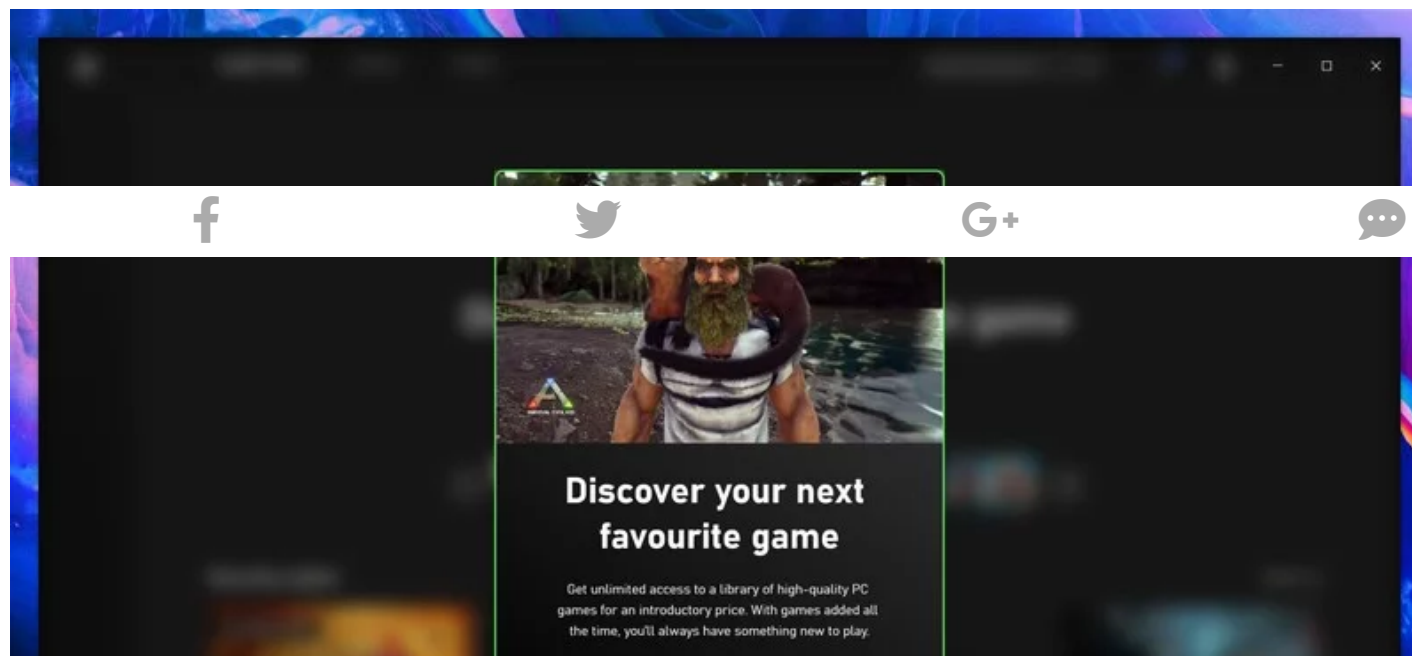 G+
Discover your next
favourite game
Get unlimited access to a library of high-quality PC
games for an introductory price. With games added all
the time, you'll always have something new to play.